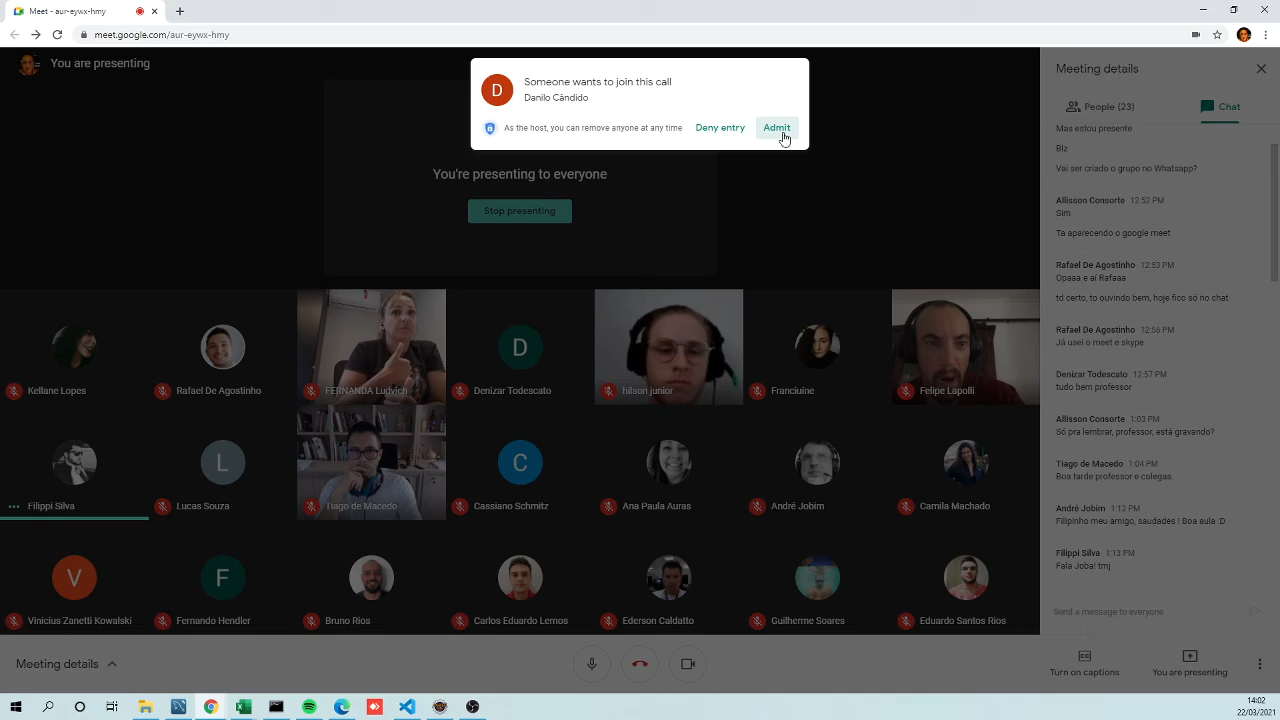 Meet - aur-eywx-hmy
meet.google.com/aur-eywx-hmy
You are presenting
D
Someone wants to join this call
Danilo Cândido
As the host, you can remove anyone at any time
Deny entry
Admit
You're presenting to everyone
Stop presenting
Kellane Lopes
Rafael De Agostinho
FERNANDA Ludvich
D
Denizar Todescato
hilson junior
Franciuíne
Felipe Lapolli
Filippi Silva
L
Lucas Souza
Tiago de Macedo
C
Cassiano Schmitz
Ana Paula Auras
André Jobim
Camila Machado
V
Vinicius Zanetti Kowalski
F
Fernando Hendler
Bruno Rios
Carlos Eduardo Lemos
Ederson Caldatto
Guilherme Soares
Eduardo Santos Rios
Meeting details
People (23)
Chat
Mas estou presente
Blz
Vai ser criado o grupo no Whatsapp?
Allisson Consorte 12:52 PM
Sim
Ta aparecendo o google meet
Rafael De Agostinho 12:53 PM
Opaaa e aí Rafaaa
td certo, to ouvindo bem, hoje fico só no chat
Rafael De Agostinho 12:56 PM
Já usei o meet e skype
Denizar Todescato 12:57 PM
tudo bem professor
Allisson Consorte 1:03 PM
Só pra lembrar, professor, está gravando?
Tiago de Macedo 1:04 PM
Boa tarde professor e colegas.
André Jobim 1:12 PM
Filipinho meu amigo, saudades ! Boa aula :D
Filippi Silva 1:13 PM
Fala Joba! tmj
Send a message to everyone
Meeting details
CC
Turn on captions
You are presenting
14:02
22/03/2021